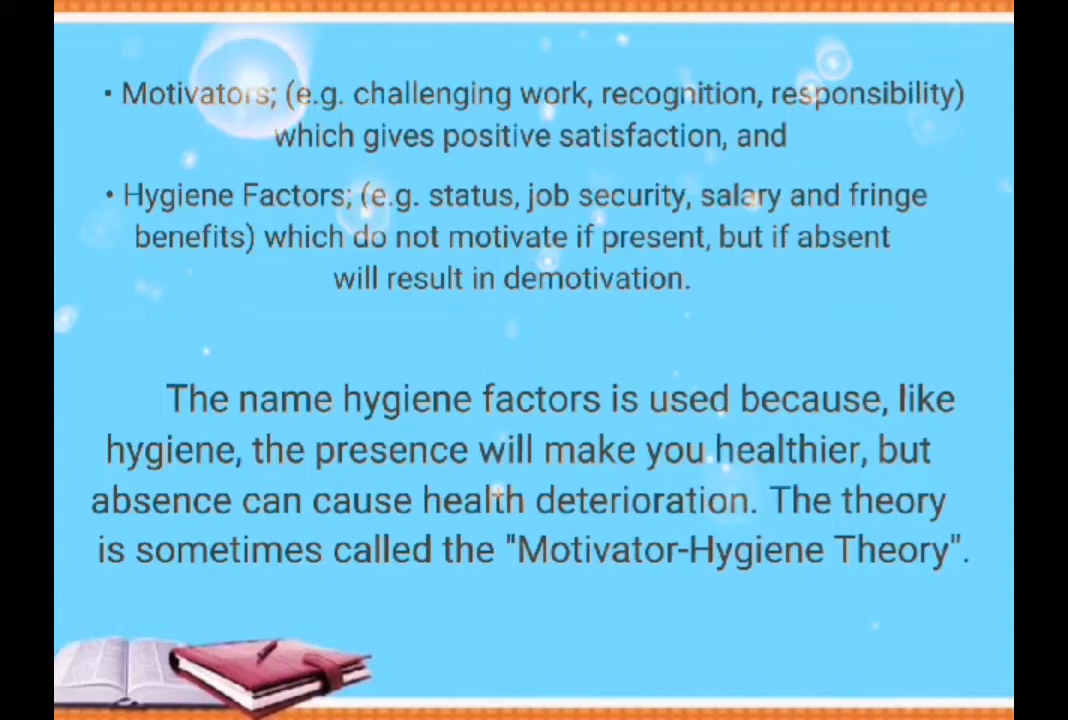 • Motivators; (e.g. challenging work, recognition, responsibility)
which gives positive satisfaction, and
• Hygiene Factors; (e.g. status, job security, salary and fringe
benefits) which do not motivate if present, but if absent
will result in demotivation.
The name hygiene factors is used because, like
hygiene, the presence will make you healthier, but
absence can cause health deterioration. The theory
is sometimes called the "Motivator-Hygiene Theory".